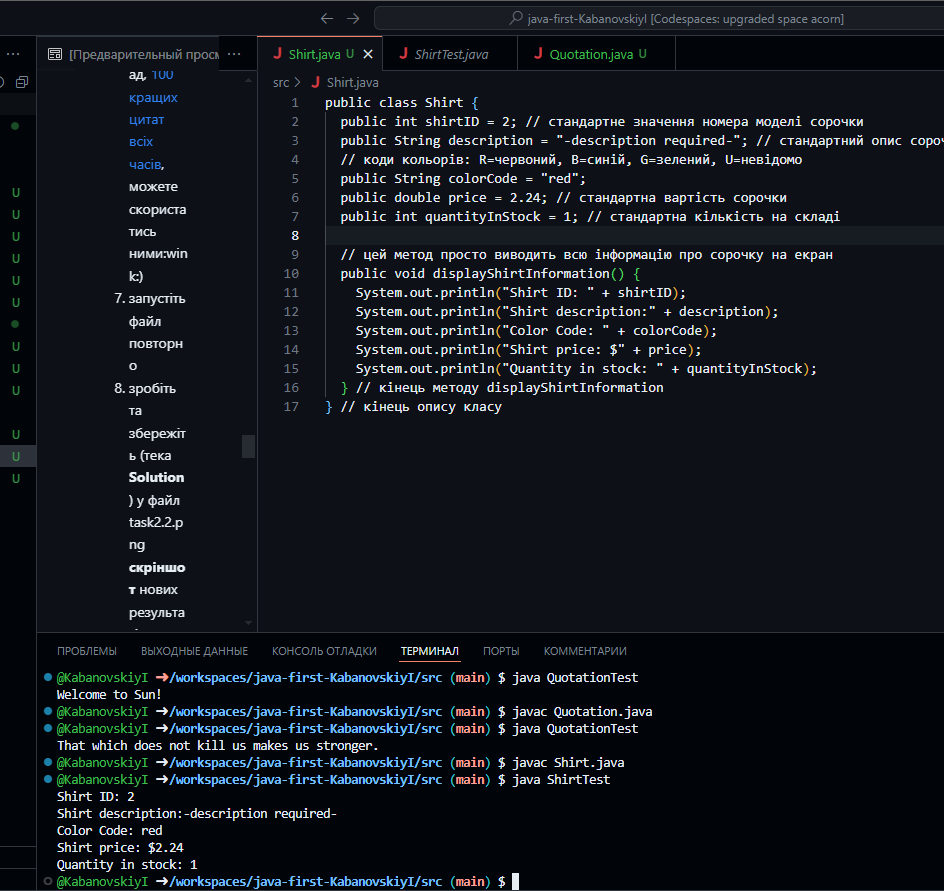 java-first-KabanovskiyI [Codespaces: upgraded space acorn]
[Предварительный просм
Shirt.java U
ShirtTest.java
Quotation.java U
src > Shirt.java
ад, 100
кращих
цитат
всіх
часів,
можете
скориста
тись
ними:win
k:)
7. запустіть
файл
повторн
о
8. зробіть
та
збережіт
ь (тека
Solution
) у файл
task2.2.p
ng
скріншо
т нових
результа
1 public class Shirt {
2 public int shirtID = 2; // стандартне значення номера моделі сорочки
3 public String description = "-description required-"; // стандартний опис сороч
4 // коди кольорів: R=червоний, B=синій, G=зелений, U=невідомо
5 public String colorCode = "red";
6 public double price = 2.24; // стандартна вартість сорочки
7 public int quantityInStock = 1; // стандартна кількість на складі
8
9 // цей метод просто виводить всю інформацію про сорочку на екран
10 public void displayShirtInformation() {
11 System.out.println("Shirt ID: " + shirtID);
12 System.out.println("Shirt description:" + description);
13 System.out.println("Color Code: " + colorCode);
14 System.out.println("Shirt price: $" + price);
15 System.out.println("Quantity in stock: " + quantityInStock);
16 } // кінець методу displayShirtInformation
17 } // кінець опису класу
U
U
U
U
U
U
U
U
U
U
U
U
ПРОБЛЕМЫ ВЫХОДНЫЕ ДАННЫЕ КОНСОЛЬ ОТЛАДКИ ТЕРМИНАЛ ПОРТЫ КОММЕНТАРИИ
@KabanovskiyI ➜/workspaces/java-first-KabanovskiyI/src (main) $ java QuotationTest
Welcome to Sun!
@KabanovskiyI ➜/workspaces/java-first-KabanovskiyI/src (main) $ javac Quotation.java
@KabanovskiyI ➜/workspaces/java-first-KabanovskiyI/src (main) $ java QuotationTest
That which does not kill us makes us stronger.
@KabanovskiyI ➜/workspaces/java-first-KabanovskiyI/src (main) $ javac Shirt.java
@KabanovskiyI ➜/workspaces/java-first-KabanovskiyI/src (main) $ java ShirtTest
Shirt ID: 2
Shirt description:-description required-
Color Code: red
Shirt price: $2.24
Quantity in stock: 1
@KabanovskiyI ➜/workspaces/java-first-KabanovskiyI/src (main) $